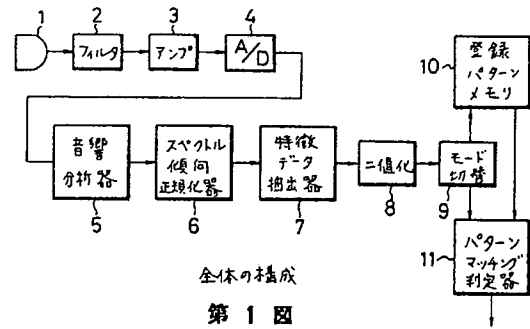 1
2
3
4
フィルタ
アンプ
A/D
10
登録
パターン
メモリ
音響
分析器
スペクトル
傾向
正規化器
特徴
データ
抽出器
二値化
モード
切替
5
6
7
8
9
11
パターン
マッチング
判定器
全体の構成
第 1 図